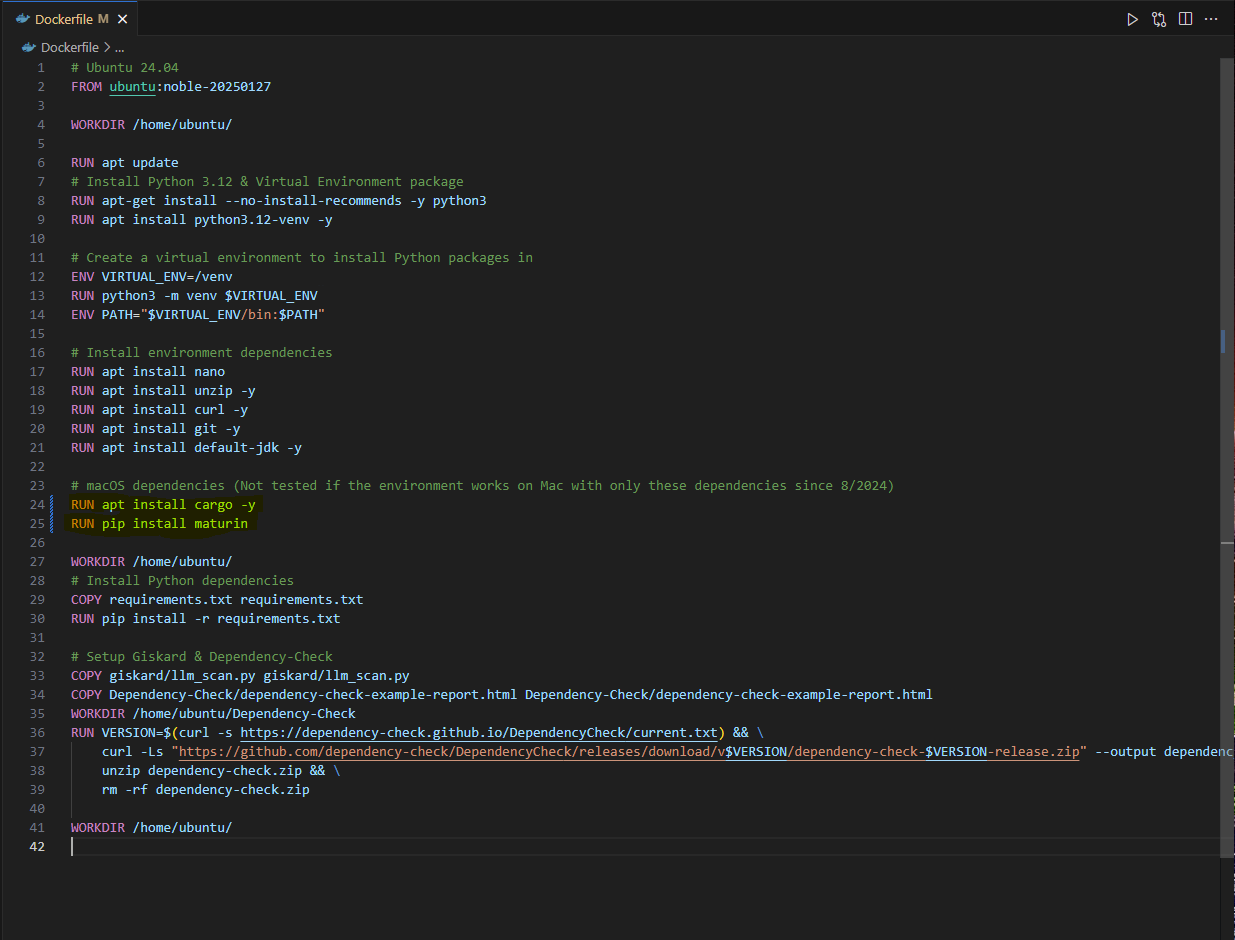 Dockerfile M
Dockerfile > ...
1 # Ubuntu 24.04
2 FROM ubuntu:noble-20250127
3
4 WORKDIR /home/ubuntu/
5
6 RUN apt update
7 # Install Python 3.12 & Virtual Environment package
8 RUN apt-get install --no-install-recommends -y python3
9 RUN apt install python3.12-venv -y
10
11 # Create a virtual environment to install Python packages in
12 ENV VIRTUAL_ENV=/venv
13 RUN python3 -m venv $VIRTUAL_ENV
14 ENV PATH="$VIRTUAL_ENV/bin:$PATH"
15
16 # Install environment dependencies
17 RUN apt install nano
18 RUN apt install unzip -y
19 RUN apt install curl -y
20 RUN apt install git -y
21 RUN apt install default-jdk -y
22
23 # macOS dependencies (Not tested if the environment works on Mac with only these dependencies since 8/2024)
24 RUN apt install cargo -y
25 RUN pip install maturin
26
27 WORKDIR /home/ubuntu/
28 # Install Python dependencies
29 COPY requirements.txt requirements.txt
30 RUN pip install -r requirements.txt
31
32 # Setup Giskard & Dependency-Check
33 COPY giskard/llm_scan.py giskard/llm_scan.py
34 COPY Dependency-Check/dependency-check-example-report.html Dependency-Check/dependency-check-example-report.html
35 WORKDIR /home/ubuntu/Dependency-Check
36 RUN VERSION=$(curl -s https://dependency-check.github.io/DependencyCheck/current.txt) && \
37 curl -Ls "https://github.com/dependency-check/DependencyCheck/releases/download/v$VERSION/dependency-check-$VERSION-release.zip" --output dependenc
38 unzip dependency-check.zip && \
39 rm -rf dependency-check.zip
40
41 WORKDIR /home/ubuntu/
42